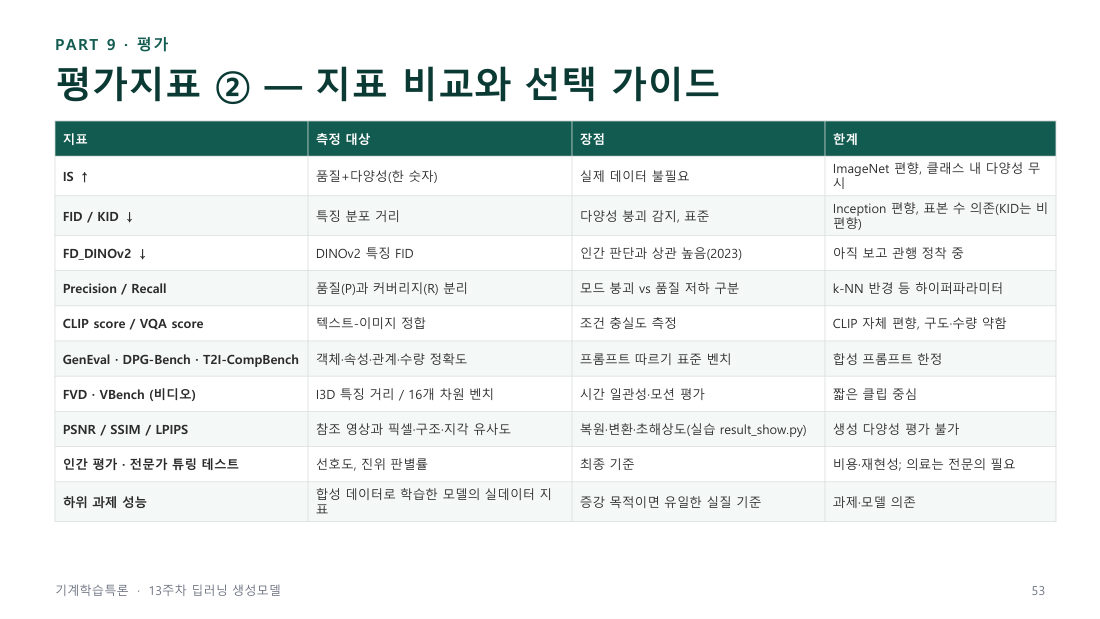 PART 9 · 평가
평가지표 ② — 지표 비교와 선택 가이드
지표 측정 대상 장점 한계
IS ↑ 품질+다양성(한 숫자) 실제 데이터 불필요 ImageNet 편향, 클래스 내 다양성 무
시
FID / KID ↓ 특징 분포 거리 다양성 붕괴 감지, 표준 Inception 편향, 표본 수 의존(KID는 비
편향)
FD_DINOv2 ↓ DINOv2 특징 FID 인간 판단과 상관 높음(2023) 아직 보고 관행 정착 중
Precision / Recall 품질(P)과 커버리지(R) 분리 모드 붕괴 vs 품질 저하 구분 k-NN 반경 등 하이퍼파라미터
CLIP score / VQA score 텍스트-이미지 정합 조건 충실도 측정 CLIP 자체 편향, 구도·수량 약함
GenEval · DPG-Bench · T2I-CompBench 객체·속성·관계·수량 정확도 프롬프트 따르기 표준 벤치 합성 프롬프트 한정
FVD · VBench (비디오) I3D 특징 거리 / 16개 차원 벤치 시간 일관성·모션 평가 짧은 클립 중심
PSNR / SSIM / LPIPS 참조 영상과 픽셀·구조·지각 유사도 복원·변환·초해상도(실습 result_show.py) 생성 다양성 평가 불가
인간 평가 · 전문가 튜링 테스트 선호도, 진위 판별률 최종 기준 비용·재현성; 의료는 전문의 필요
하위 과제 성능 합성 데이터로 학습한 모델의 실데이터 지
표 증강 목적이면 유일한 실질 기준 과제·모델 의존
기계학습특론 · 13주차 딥러닝 생성모델
53